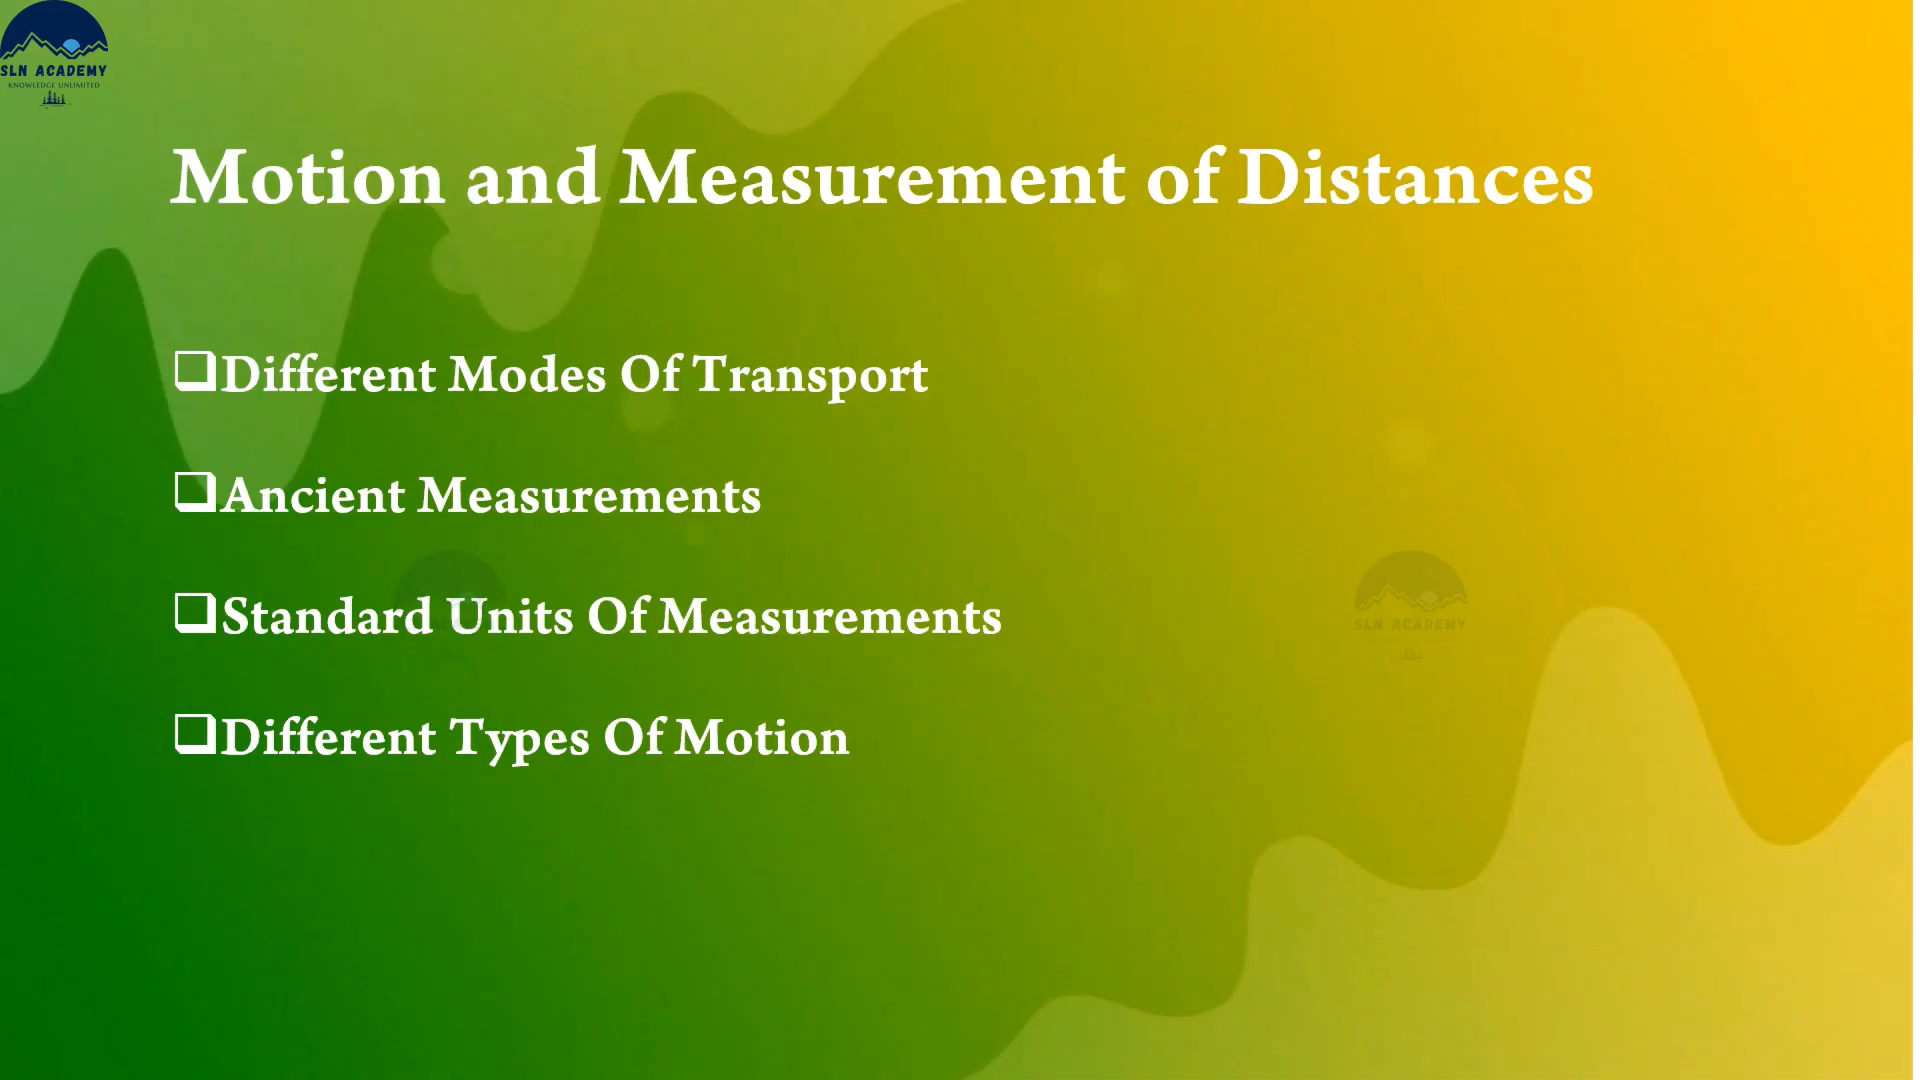 SLN ACADEMY
KNOWLEDGE UNLIMITED
Motion and Measurement of Distances
Different Modes Of Transport
Ancient Measurements
Standard Units Of Measurements
SLN ACADEMY
Different Types Of Motion